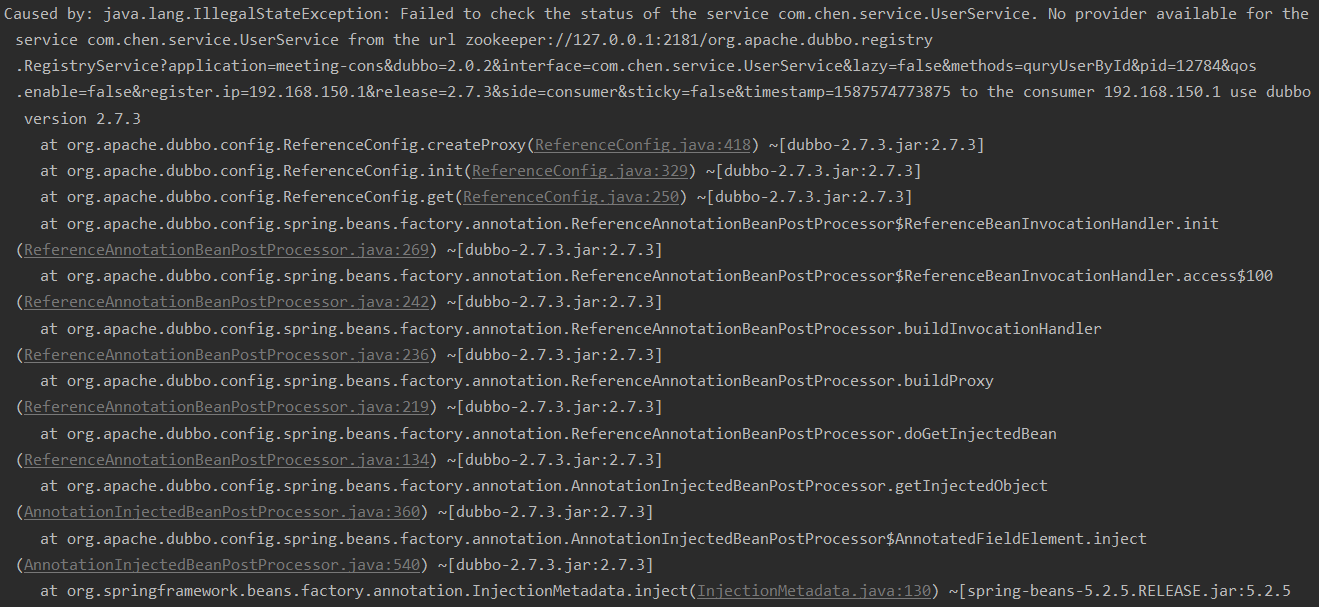 Caused by: java.lang.IllegalStateException: Failed to check the status of the service com.chen.service.UserService. No provider available for the
service com.chen.service.UserService from the url zookeeper://127.0.0.1:2181/org.apache.dubbo.registry
.RegistryService?application=meeting-cons&dubbo=2.0.2&interface=com.chen.service.UserService&lazy=false&methods=quryUserById&pid=12784&qos
.enable=false&register.ip=192.168.150.1&release=2.7.3&side=consumer&sticky=false&timestamp=1587574773875 to the consumer 192.168.150.1 use dubbo
version 2.7.3
at org.apache.dubbo.config.ReferenceConfig.createProxy(ReferenceConfig.java:418) ~[dubbo-2.7.3.jar:2.7.3]
at org.apache.dubbo.config.ReferenceConfig.init(ReferenceConfig.java:329) ~[dubbo-2.7.3.jar:2.7.3]
at org.apache.dubbo.config.ReferenceConfig.get(ReferenceConfig.java:250) ~[dubbo-2.7.3.jar:2.7.3]
at org.apache.dubbo.config.spring.beans.factory.annotation.ReferenceAnnotationBeanPostProcessor$ReferenceBeanInvocationHandler.init
(ReferenceAnnotationBeanPostProcessor.java:269) ~[dubbo-2.7.3.jar:2.7.3]
at org.apache.dubbo.config.spring.beans.factory.annotation.ReferenceAnnotationBeanPostProcessor$ReferenceBeanInvocationHandler.access$100
(ReferenceAnnotationBeanPostProcessor.java:242) ~[dubbo-2.7.3.jar:2.7.3]
at org.apache.dubbo.config.spring.beans.factory.annotation.ReferenceAnnotationBeanPostProcessor.buildInvocationHandler
(ReferenceAnnotationBeanPostProcessor.java:236) ~[dubbo-2.7.3.jar:2.7.3]
at org.apache.dubbo.config.spring.beans.factory.annotation.ReferenceAnnotationBeanPostProcessor.buildProxy
(ReferenceAnnotationBeanPostProcessor.java:219) ~[dubbo-2.7.3.jar:2.7.3]
at org.apache.dubbo.config.spring.beans.factory.annotation.ReferenceAnnotationBeanPostProcessor.doGetInjectedBean
(ReferenceAnnotationBeanPostProcessor.java:134) ~[dubbo-2.7.3.jar:2.7.3]
at org.apache.dubbo.config.spring.beans.factory.annotation.AnnotationInjectedBeanPostProcessor.getInjectedObject
(AnnotationInjectedBeanPostProcessor.java:360) ~[dubbo-2.7.3.jar:2.7.3]
at org.apache.dubbo.config.spring.beans.factory.annotation.AnnotationInjectedBeanPostProcessor$AnnotatedFieldElement.inject
(AnnotationInjectedBeanPostProcessor.java:540) ~[dubbo-2.7.3.jar:2.7.3]
at org.springframework.beans.factory.annotation.InjectionMetadata.inject(InjectionMetadata.java:130) ~[spring-beans-5.2.5.RELEASE.jar:5.2.5